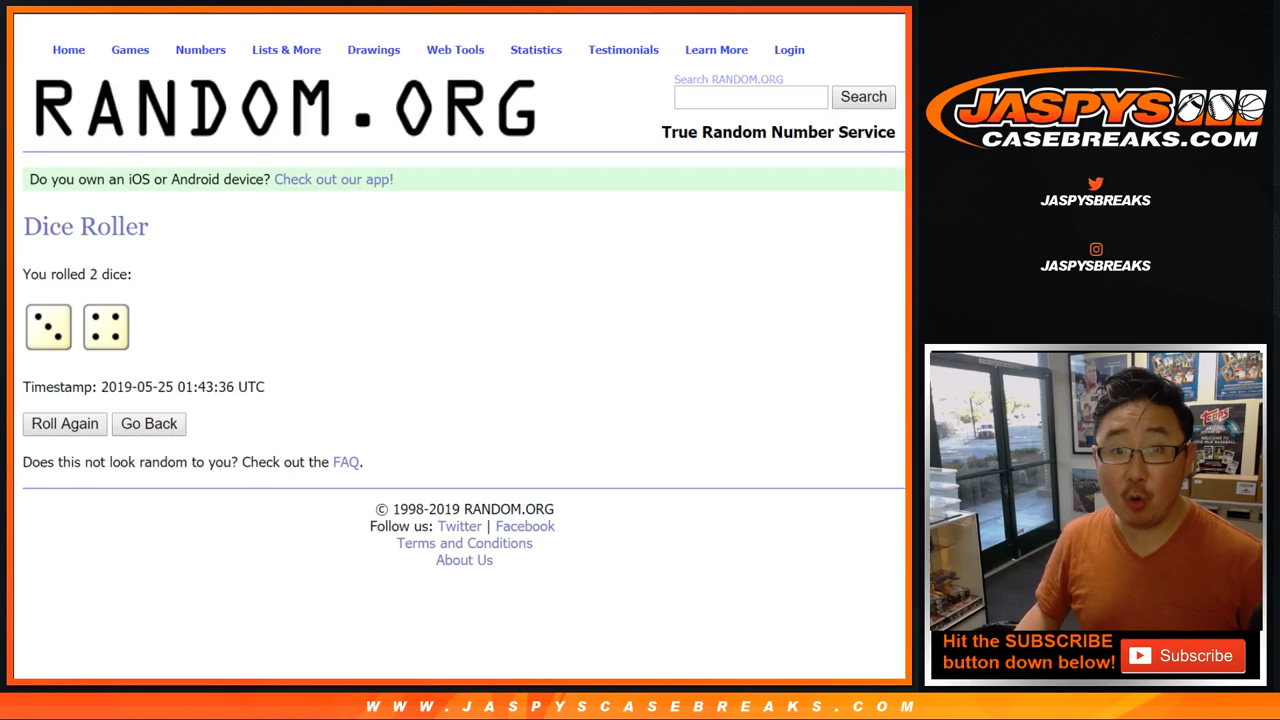 Home Games Numbers Lists & More Drawings Web Tools Statistics Testimonials Learn More Login
RANDOM.ORG
Search RANDOM.ORG
Search
True Random Number Service
Do you own an iOS or Android device? Check out our app!
Dice Roller
You rolled 2 dice:
Timestamp: 2019-05-25 01:43:36 UTC
Roll Again Go Back
Does this not look random to you? Check out the FAQ.
© 1998-2019 RANDOM.ORG
Follow us: Twitter | Facebook
Terms and Conditions
About Us
JASPYS
CASEBREAKS.COM
JASPYSBREAKS
JASPYSBREAKS
Topps
Hit the SUBSCRIBE
button down below!
Subscribe
WWW.JASPYSCASEBREAKS.COM